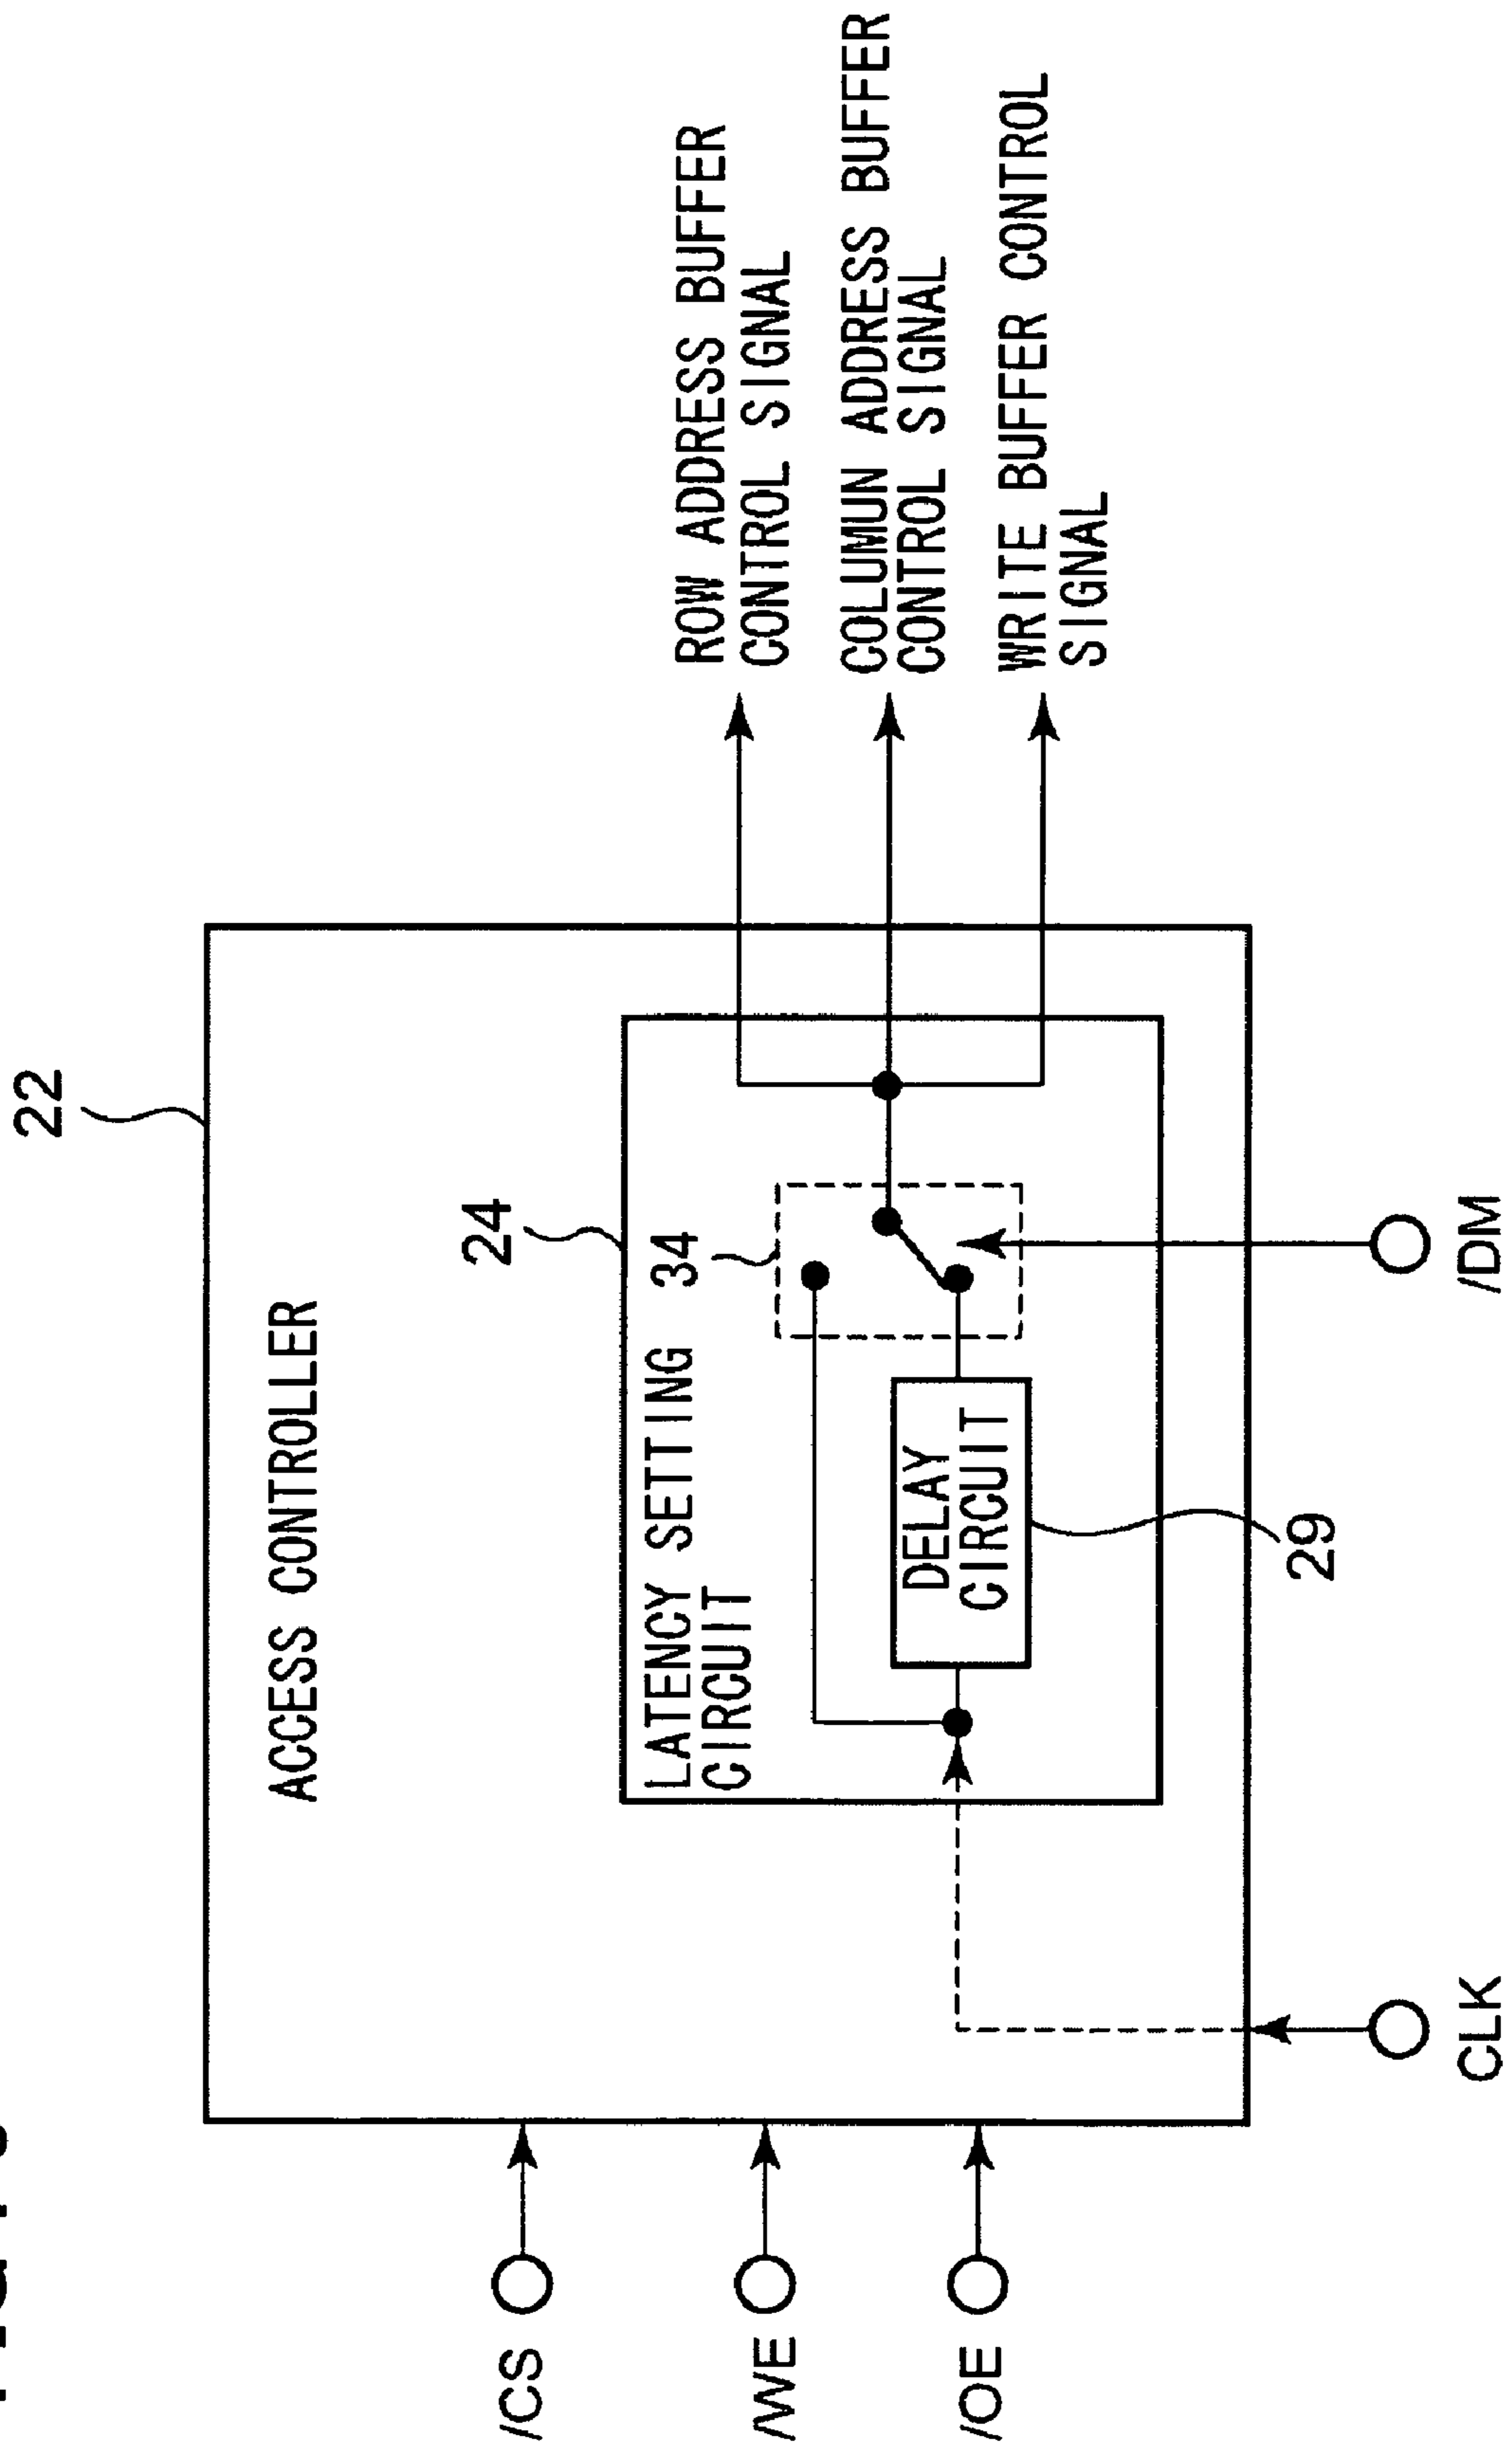 22
ACCESS CONTROLLER
24
LATENCY SETTING
CIRCUIT
34
DELAY
CIRCUIT
29
/CS
/WE
/OE
CLK
/DM
ROW ADDRESS BUFFER
CONTROL SIGNAL
COLUMUN ADDRESS BUFFER
CONTROL SIGNAL
WRITE BUFFER CONTROL
SIGNAL